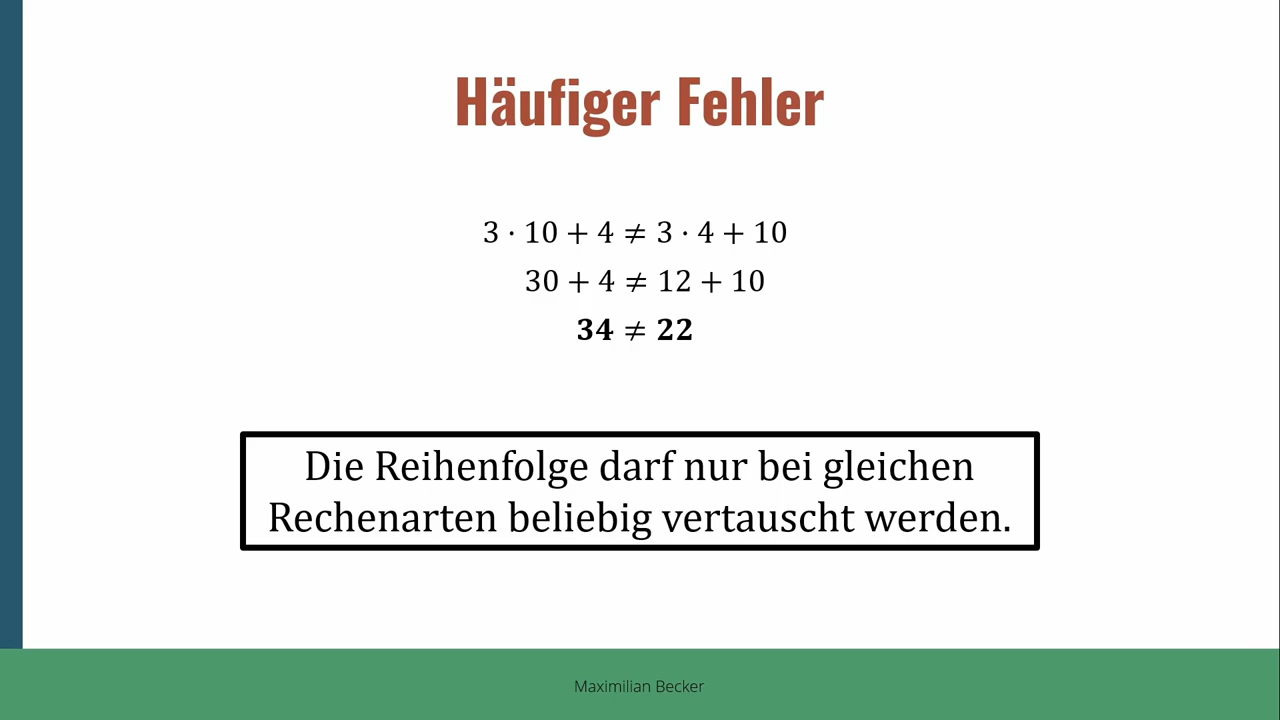 Häufiger Fehler
3 · 10 + 4 ≠ 3 · 4 + 10
30 + 4 ≠ 12 + 10
34 ≠ 22
Die Reihenfolge darf nur bei gleichen
Rechenarten beliebig vertauscht werden.
Maximilian Becker